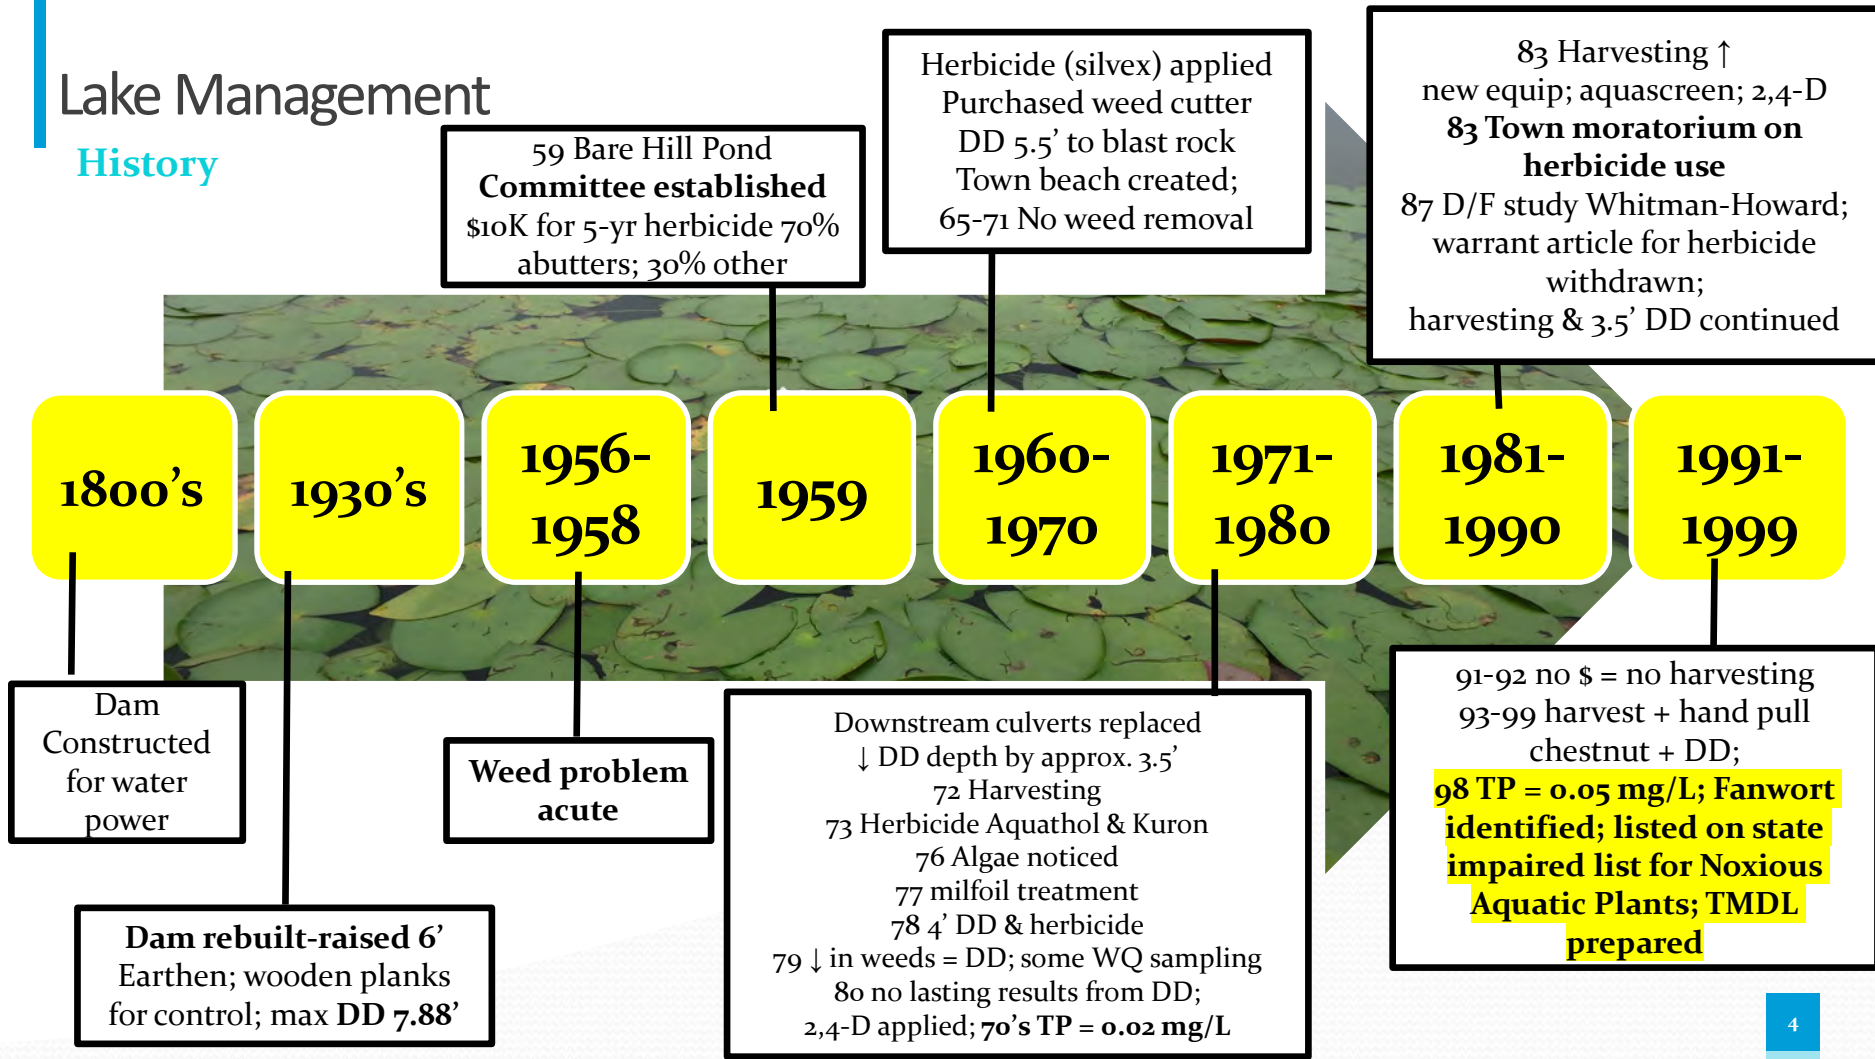 Lake Management
History
59 Bare Hill Pond
Committee established
$10K for 5-yr herbicide 70%
abutters; 30% other
Herbicide (silvex) applied
Purchased weed cutter
DD 5.5’ to blast rock
Town beach created;
65-71 No weed removal
83 Harvesting ↑
new equip; aquascreen; 2,4-D
83 Town moratorium on
herbicide use
87 D/F study Whitman-Howard;
warrant article for herbicide
withdrawn;
harvesting & 3.5’ DD continued
1800’s
1930’s
1956-
1958
1959
1960-
1970
1971-
1980
1981-
1990
1991-
1999
Dam
Constructed
for water
power
Dam rebuilt-raised 6’
Earthen; wooden planks
for control; max DD 7.88’
Weed problem
acute
Downstream culverts replaced
↓ DD depth by approx. 3.5’
72 Harvesting
73 Herbicide Aquathol & Kuron
76 Algae noticed
77 milfoil treatment
78 4’ DD & herbicide
79 ↓ in weeds = DD; some WQ sampling
80 no lasting results from DD;
2,4-D applied; 70’s TP = 0.02 mg/L
91-92 no $ = no harvesting
93-99 harvest + hand pull
chestnut + DD;
98 TP = 0.05 mg/L; Fanwort
identified; listed on state
impaired list for Noxious
Aquatic Plants; TMDL
prepared
4